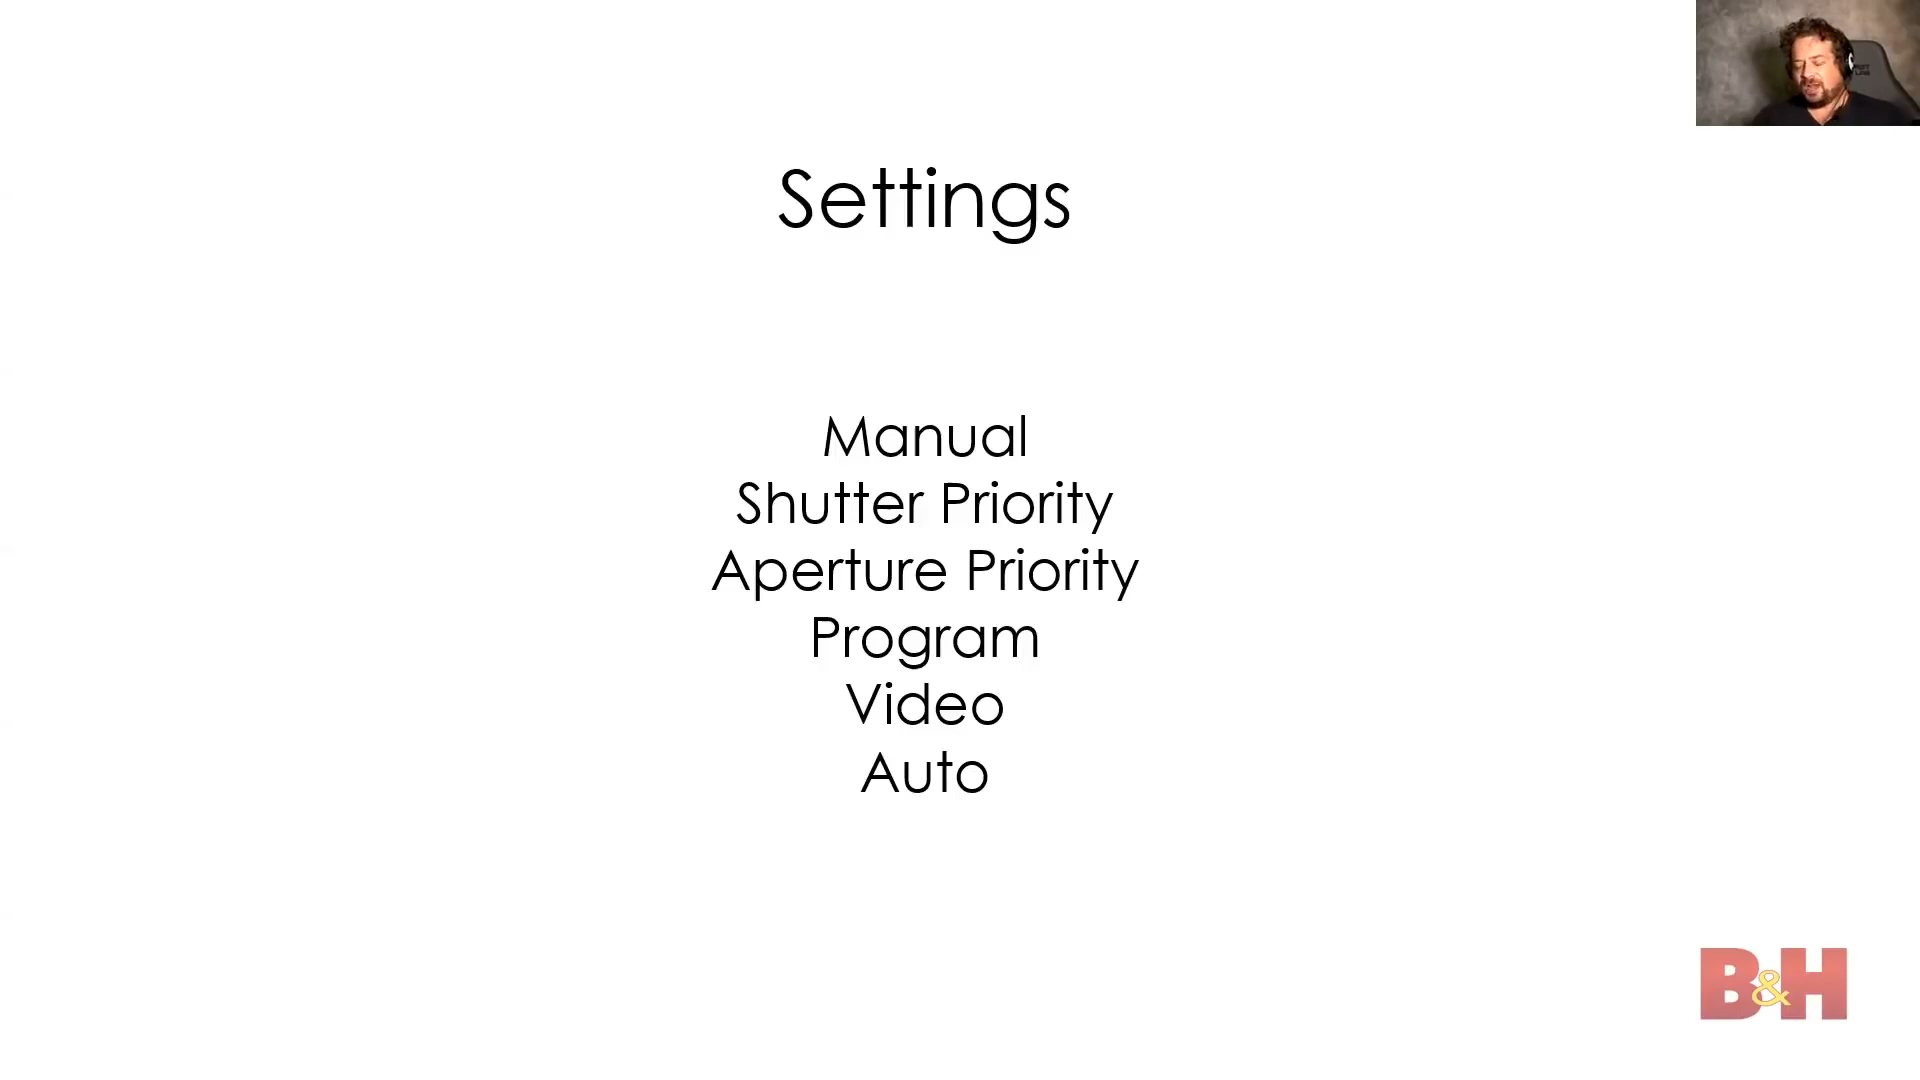 Settings
Manual
Shutter Priority
Aperture Priority
Program
Video
Auto
B&H